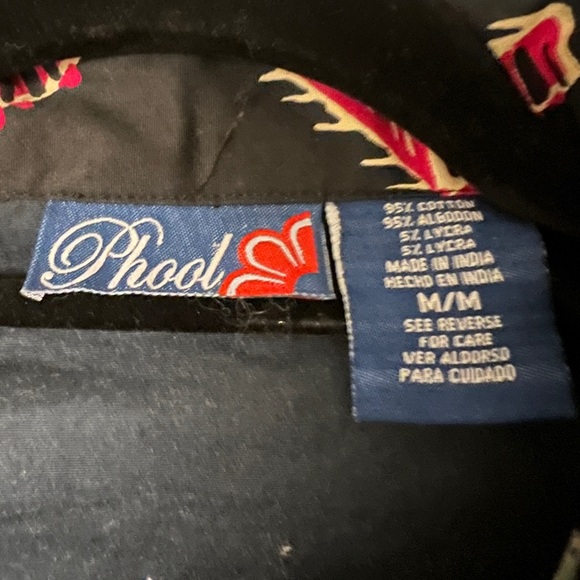 Phool
95% COTTON
95% ALGODON
5% LYCRA
5% LYCRA
MADE IN INDIA
HECHO EN INDIA
M/M
SEE REVERSE
FOR CARE
VER ALDORSO
PARA CUIDADO